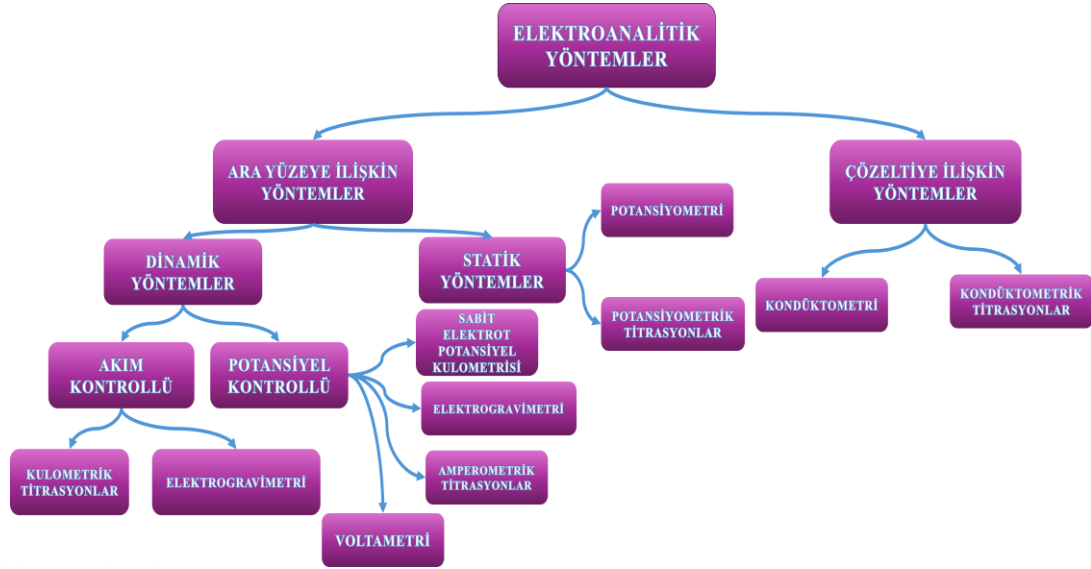 ELEKTROANALİTİK
YÖNTEMLER
ARA YÜZEYE İLİŞKİN
YÖNTEMLER
ÇÖZELTİYE İLİŞKİN
YÖNTEMLER
DİNAMİK
YÖNTEMLER
STATİK
YÖNTEMLER
POTANSİYOMETRİ
POTANSİYOMETRİK
TİTRASYONLAR
KONDÜKTOMETRİ
KONDÜKTOMETRİK
TİTRASYONLAR
AKIM
KONTROLLÜ
POTANSİYEL
KONTROLLÜ
SABİT
ELEKTROT
POTANSİYEL
KULOMETRİSİ
ELEKTROGRAVİMETRİ
AMPEROMETRİK
TİTRASYONLAR
VOLTAMETRİ
KULOMETRİK
TİTRASYONLAR
ELEKTROGRAVİMETRİ